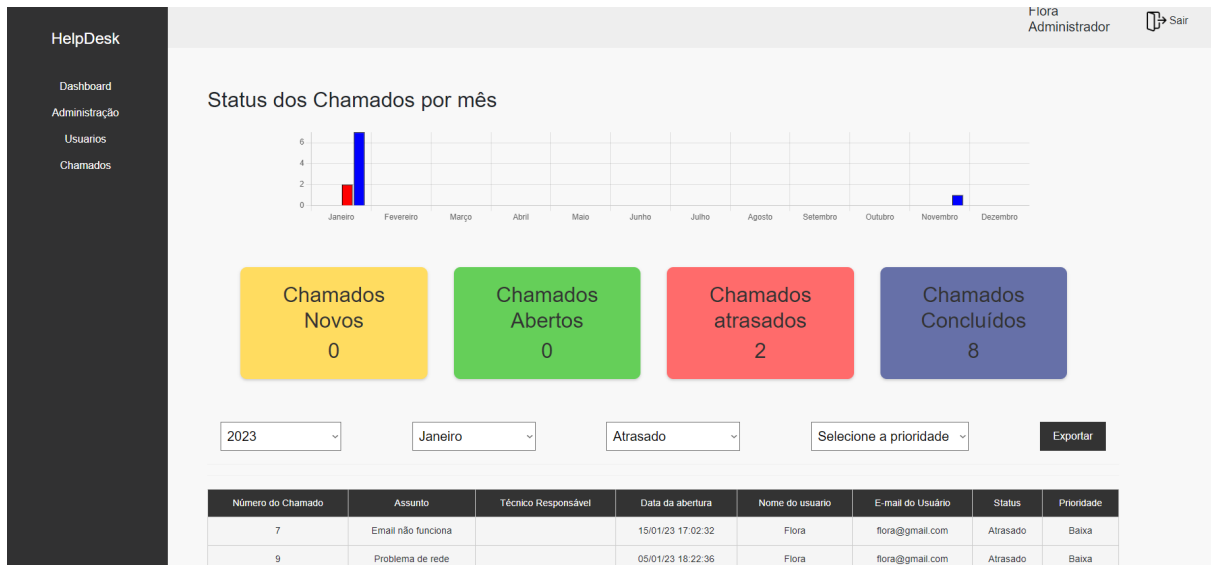 HelpDesk
Dashboard
Administração
Usuarios
Chamados
Flora
Administrador
Sair
Status dos Chamados por mês
6
4
2
0
Janeiro Fevereiro Março Abril Maio Junho Julho Agosto Setembro Outubro Novembro Dezembro
Chamados
Novos
0
Chamados
Abertos
0
Chamados
atrasados
2
Chamados
Concluídos
8
2023 Janeiro Atrasado Selecione a prioridade Exportar
Número do Chamado Assunto Técnico Responsável Data da abertura Nome do usuario E-mail do Usuário Status Prioridade
7 Email não funciona 15/01/23 17:02:32 Flora flora@gmail.com Atrasado Baixa
9 Problema de rede 05/01/23 18:22:36 Flora flora@gmail.com Atrasado Baixa